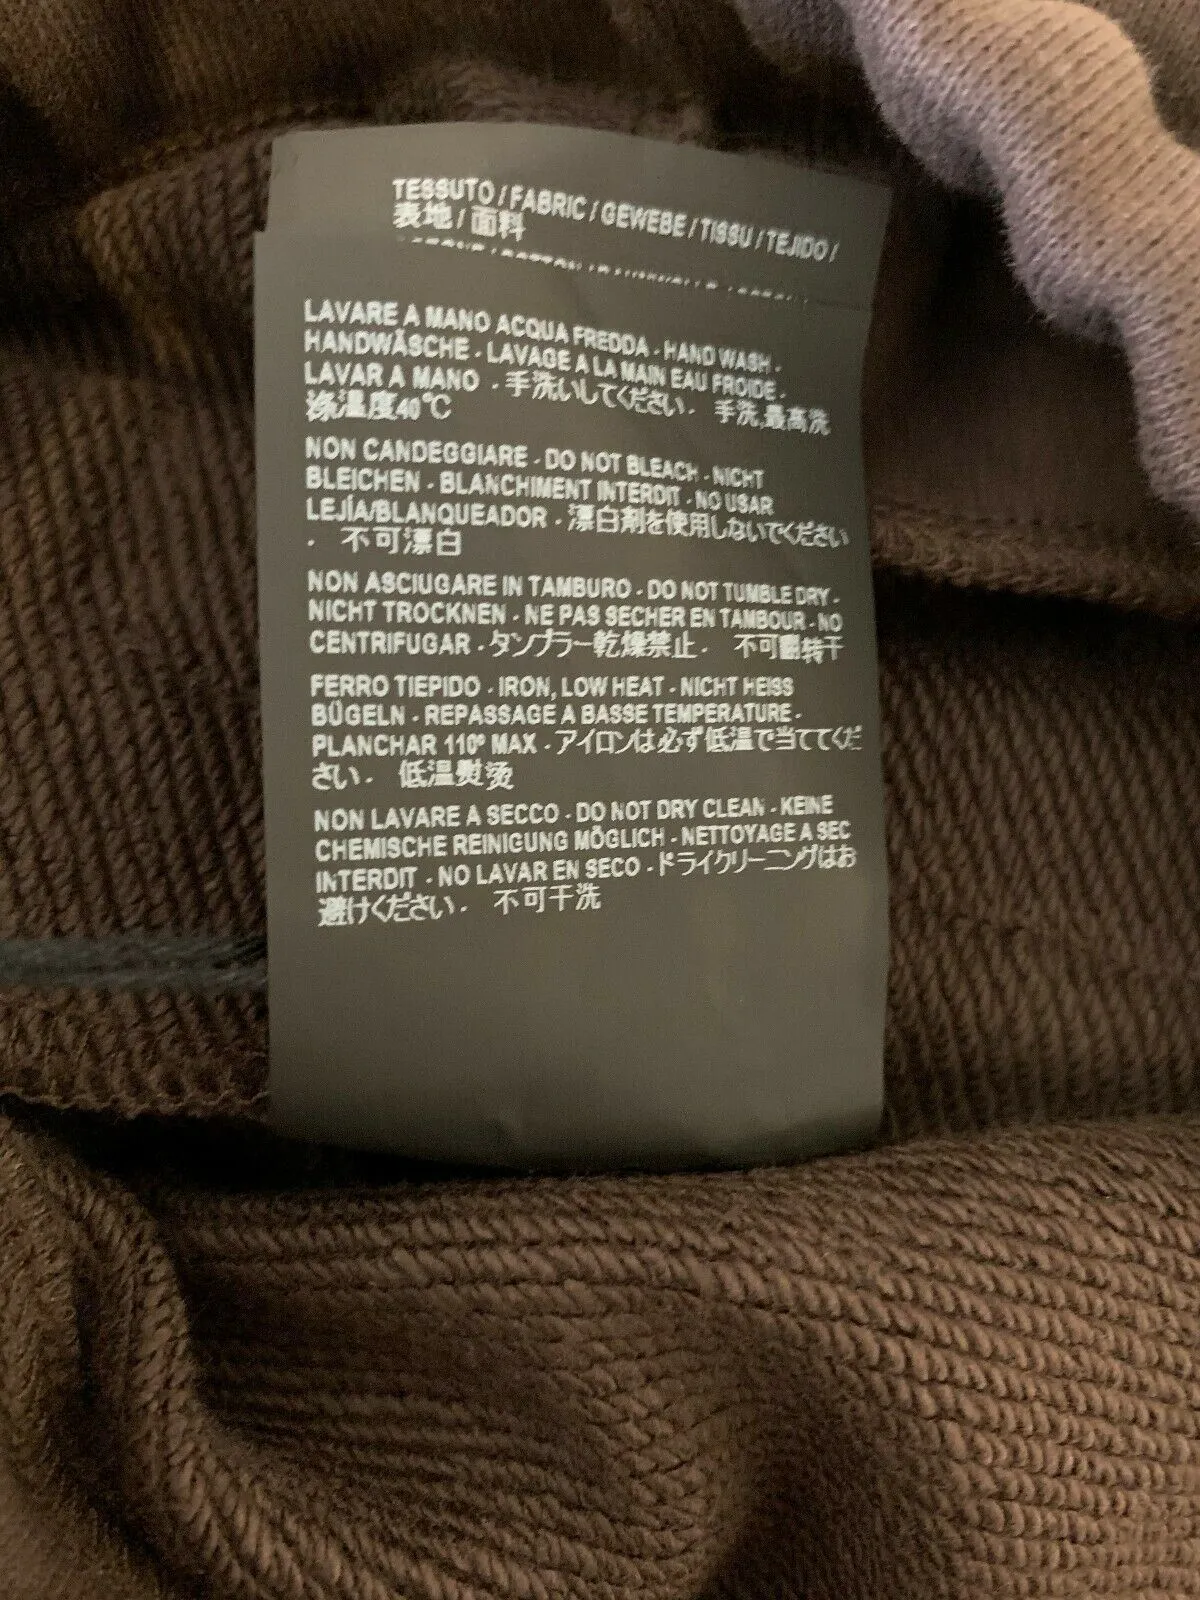 TESSUTO / FABRIC / GEWEBE / TISSU / TEJIDO /
表地 / 面料
LAVARE A MANO ACQUA FREDDA - HAND WASH -
HANDWÄSCHE - LAVAGE A LA MAIN EAU FROIDE -
LAVAR A MANO - 手洗いしてください - 手洗,最高洗
涤温度40℃
NON CANDEGGIARE - DO NOT BLEACH - NICHT
BLEICHEN - BLANCHIMENT INTERDIT - NO USAR
LEJÍA/BLANQUEADOR - 漂白剤を使用しないでください
- 不可漂白
NON ASCIUGARE IN TAMBURO - DO NOT TUMBLE DRY -
NICHT TROCKNEN - NE PAS SECHER EN TAMBOUR - NO
CENTRIFUGAR - タンブラー乾燥禁止 - 不可翻转干
FERRO TIEPIDO - IRON, LOW HEAT - NICHT HEISS
BÜGELN - REPASSAGE A BASSE TEMPERATURE -
PLANCHAR 110º MAX - アイロンは必ず低温で当ててくだ
さい - 低温熨烫
NON LAVARE A SECCO - DO NOT DRY CLEAN - KEINE
CHEMISCHE REINIGUNG MÖGLICH - NETTOYAGE A SEC
INTERDIT - NO LAVAR EN SECO - ドライクリーニングはお
避けください - 不可干洗